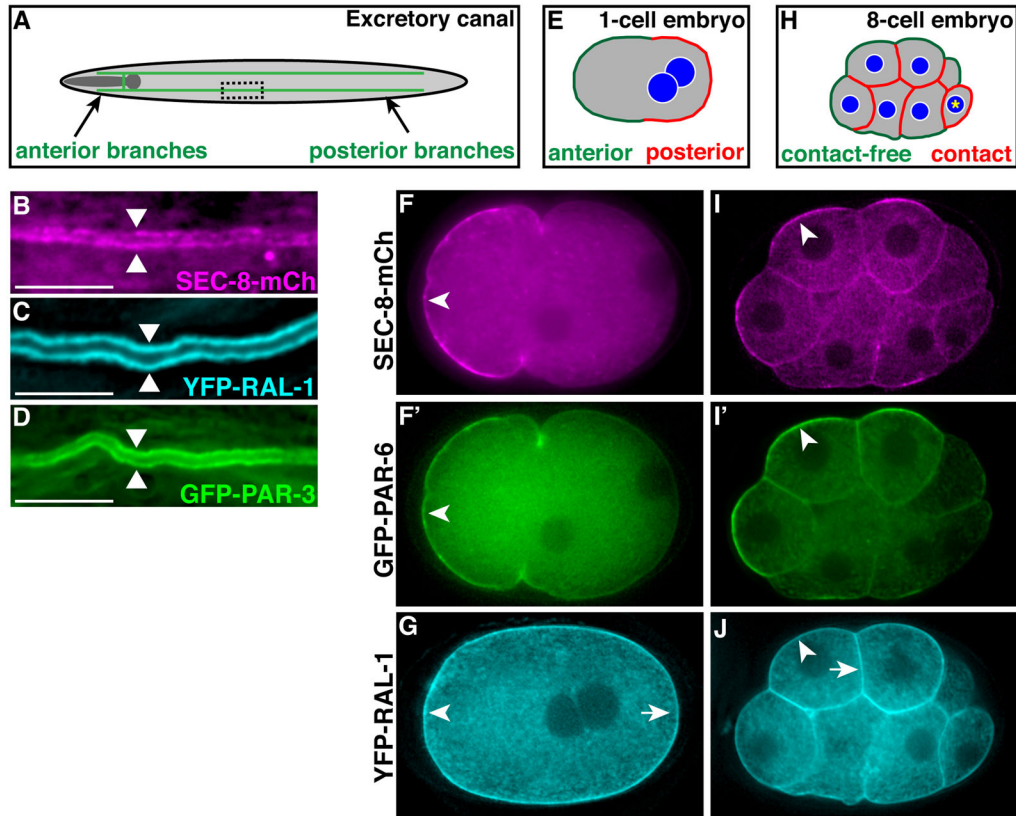 A
Excretory canal
anterior branches
posterior branches
E
1-cell embryo
anterior posterior
H
8-cell embryo
*
contact-free contact
B
SEC-8-mCh
C
YFP-RAL-1
D
GFP-PAR-3
SEC-8-mCh
F
I
GFP-PAR-6
F’
I’
YFP-RAL-1
G
J